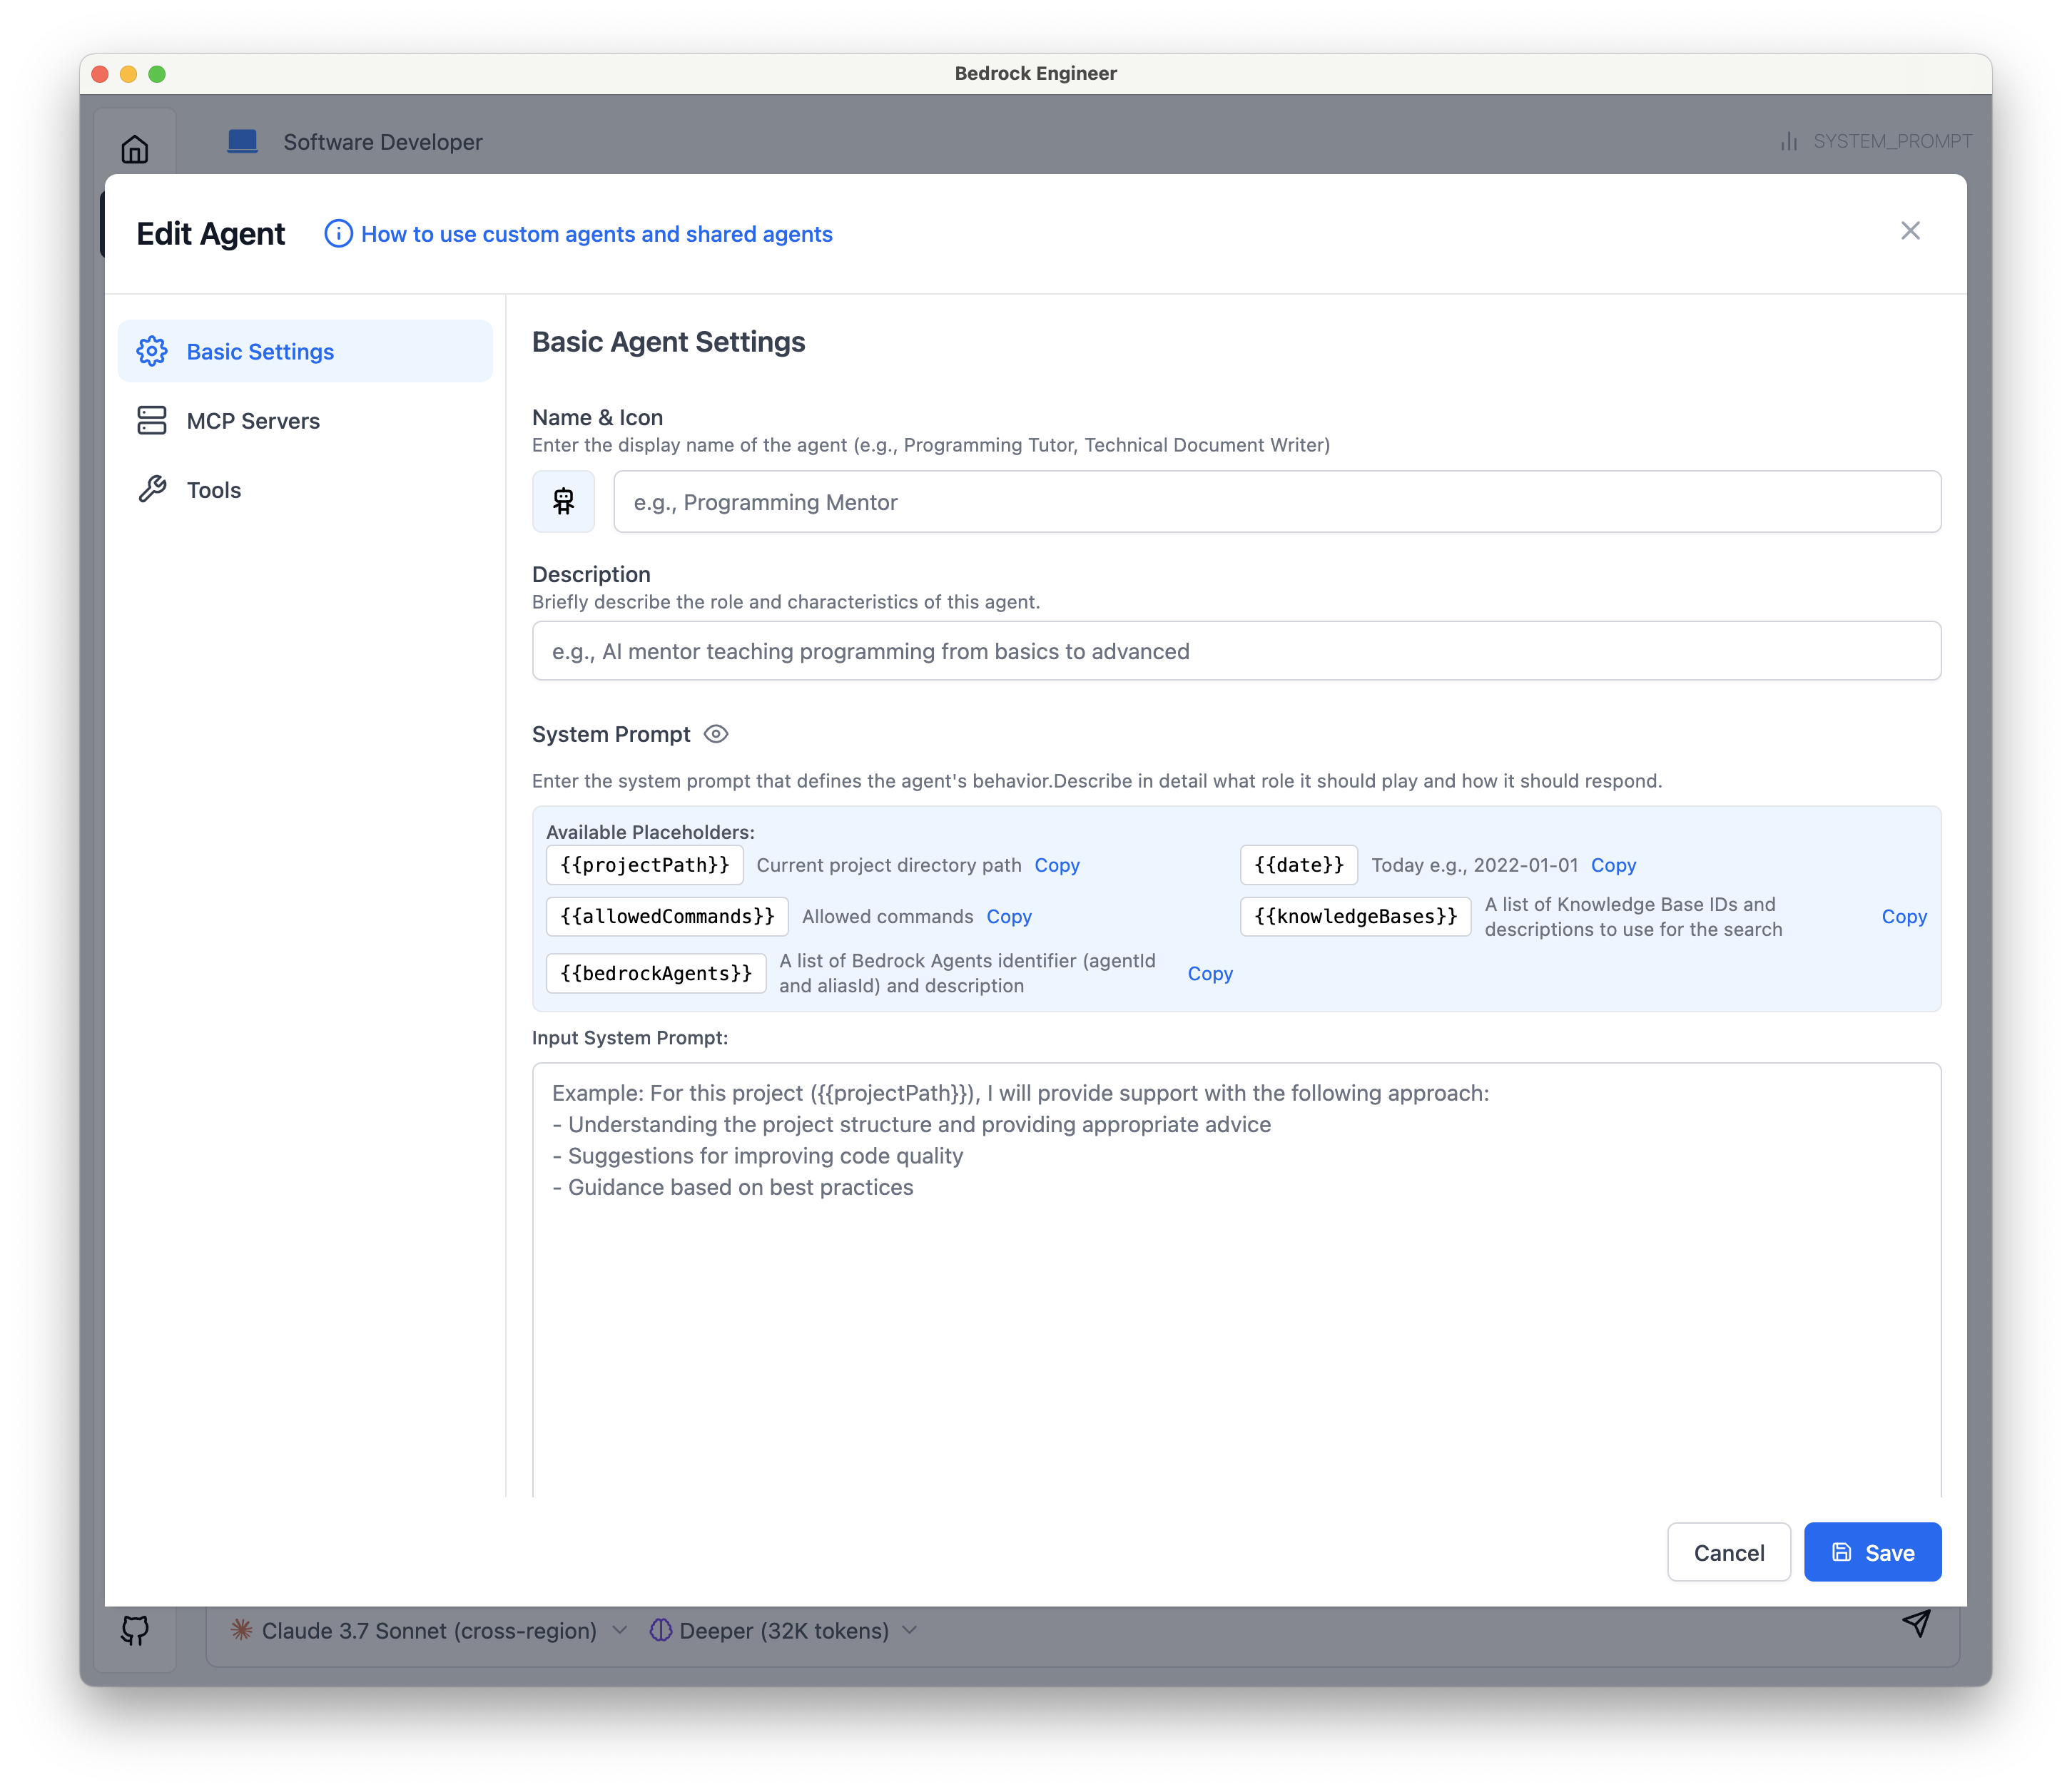 Bedrock Engineer
Software Developer
SYSTEM_PROMPT
Edit Agent
How to use custom agents and shared agents
Basic Settings
MCP Servers
Tools
Basic Agent Settings
Name & Icon
Enter the display name of the agent (e.g., Programming Tutor, Technical Document Writer)
e.g., Programming Mentor
Description
Briefly describe the role and characteristics of this agent.
e.g., AI mentor teaching programming from basics to advanced
System Prompt
Enter the system prompt that defines the agent's behavior.Describe in detail what role it should play and how it should respond.
Available Placeholders:
{{projectPath}} Current project directory path Copy
{{date}} Today e.g., 2022-01-01 Copy
{{allowedCommands}} Allowed commands Copy
{{knowledgeBases}} A list of Knowledge Base IDs and
descriptions to use for the search Copy
{{bedrockAgents}} A list of Bedrock Agents identifier (agentId
and aliasId) and description Copy
Input System Prompt:
Example: For this project ({{projectPath}}), I will provide support with the following approach:
- Understanding the project structure and providing appropriate advice
- Suggestions for improving code quality
- Guidance based on best practices
Cancel
Save
Claude 3.7 Sonnet (cross-region)
Deeper (32K tokens)